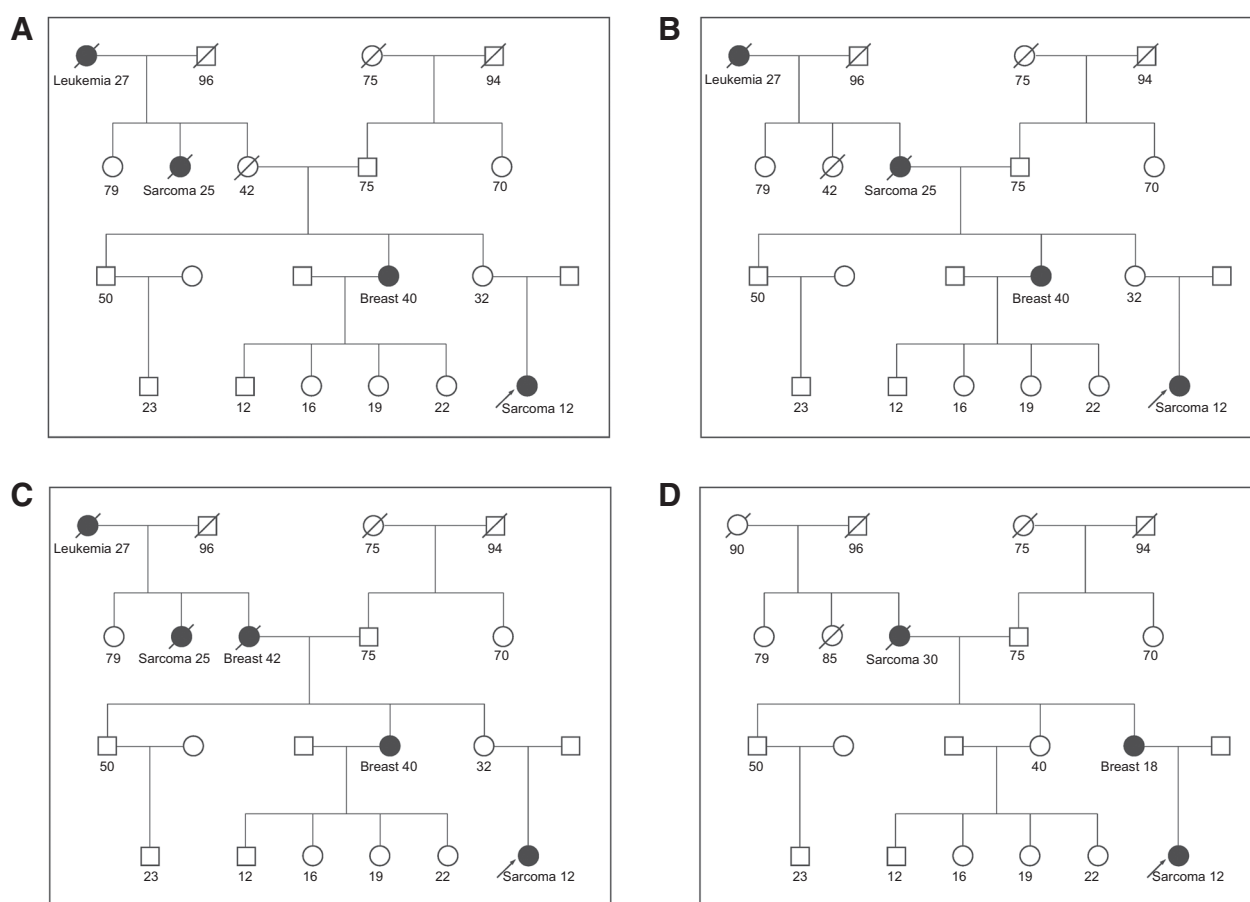 A
Leukemia 27
96
75
94
79
Sarcoma 25
42
75
70
50
Breast 40
32
23
12
16
19
22
Sarcoma 12
B
Leukemia 27
96
75
94
79
42
Sarcoma 25
75
70
50
Breast 40
32
23
12
16
19
22
Sarcoma 12
C
Leukemia 27
96
75
94
79
Sarcoma 25
Breast 42
75
70
50
Breast 40
32
23
12
16
19
22
Sarcoma 12
D
90
96
75
94
79
85
Sarcoma 30
75
70
50
40
Breast 18
23
12
16
19
22
Sarcoma 12